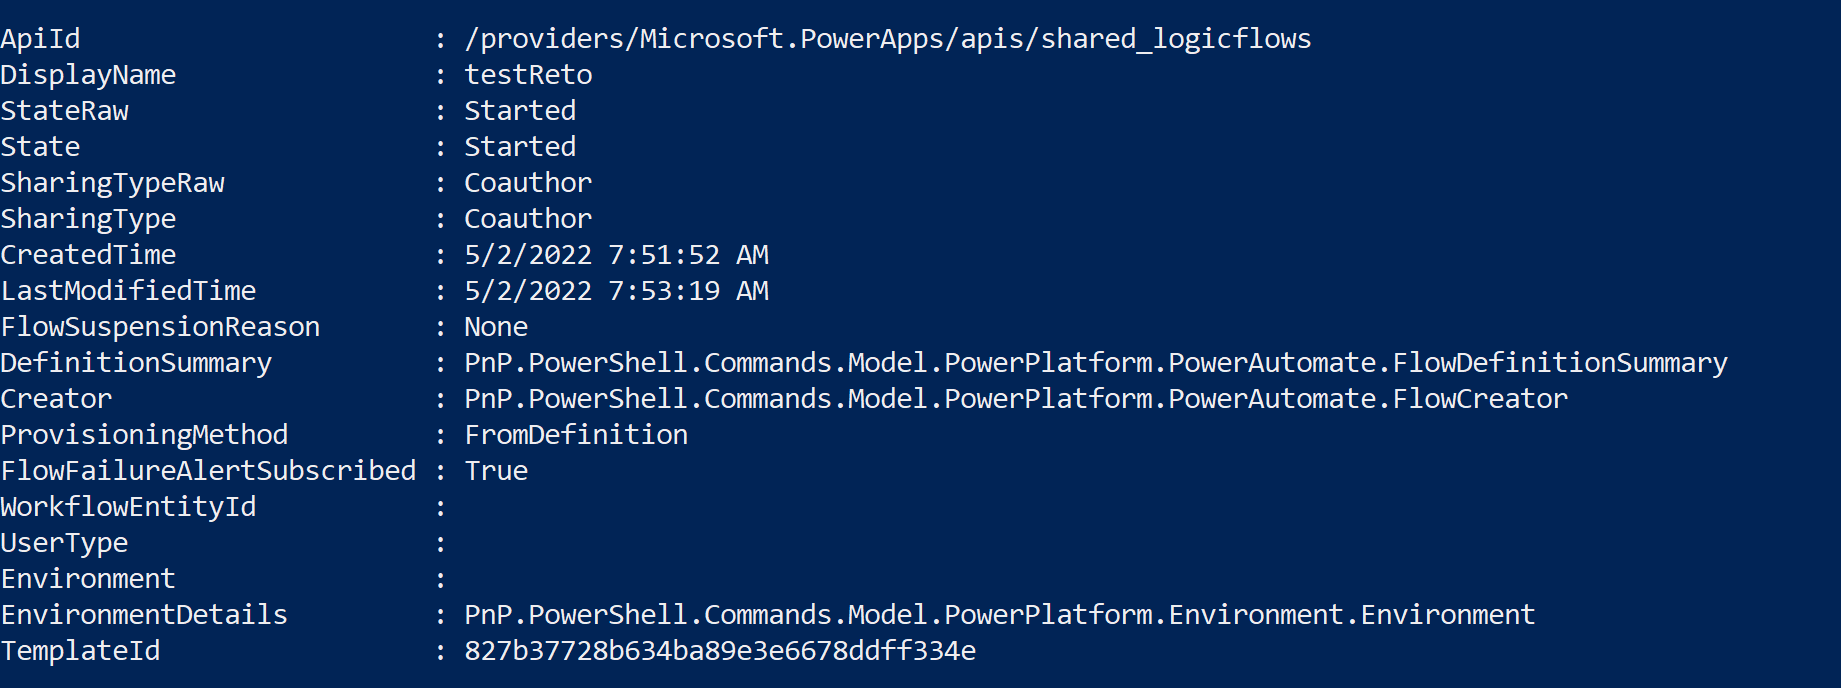 ApiId : /providers/Microsoft.PowerApps/apis/shared_logicflows
DisplayName : testReto
StateRaw : Started
State : Started
SharingTypeRaw : Coauthor
SharingType : Coauthor
CreatedTime : 5/2/2022 7:51:52 AM
LastModifiedTime : 5/2/2022 7:53:19 AM
FlowSuspensionReason : None
DefinitionSummary : PnP.PowerShell.Commands.Model.PowerPlatform.PowerAutomate.FlowDefinitionSummary
Creator : PnP.PowerShell.Commands.Model.PowerPlatform.PowerAutomate.FlowCreator
ProvisioningMethod : FromDefinition
FlowFailureAlertSubscribed : True
WorkflowEntityId :
UserType :
Environment :
EnvironmentDetails : PnP.PowerShell.Commands.Model.PowerPlatform.Environment.Environment
TemplateId : 827b37728b634ba89e3e6678ddff334e